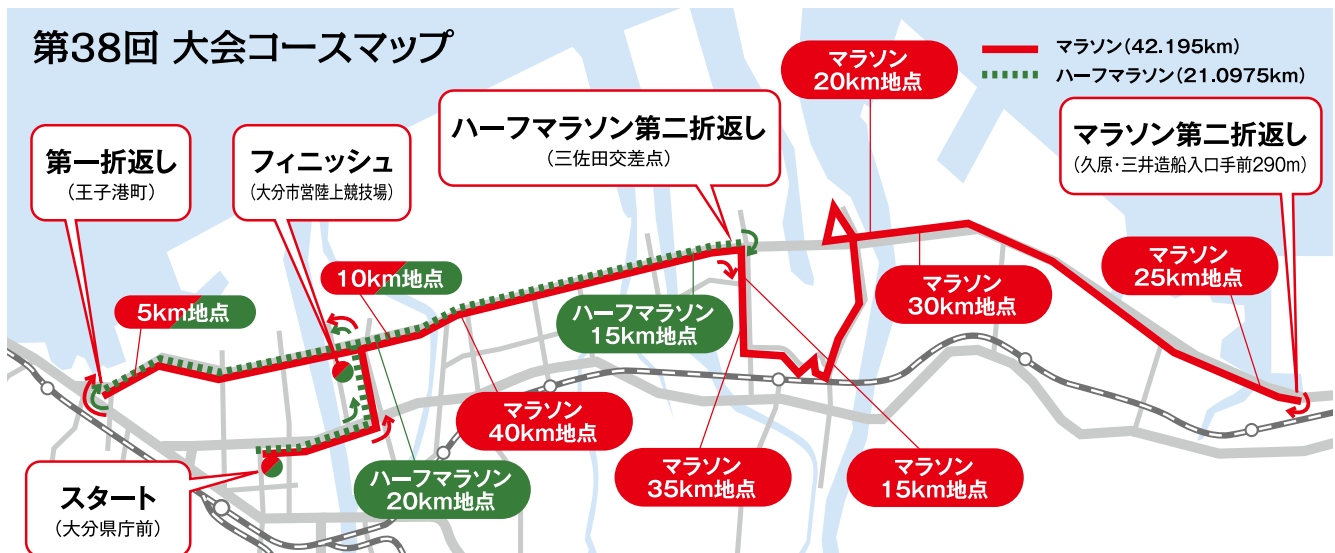 第38回 大会コースマップ
マラソン(42.195km)
ハーフマラソン(21.0975km)
マラソン
20km地点
ハーフマラソン第二折返し
(三佐田交差点)
マラソン第二折返し
(久原・三井造船入口手前290m)
第一折返し
(王子港町)
フィニッシュ
(大分市営陸上競技場)
10km地点
5km地点
マラソン
25km地点
マラソン
30km地点
ハーフマラソン
15km地点
マラソン
40km地点
マラソン
35km地点
マラソン
15km地点
ハーフマラソン
20km地点
スタート
(大分県庁前)